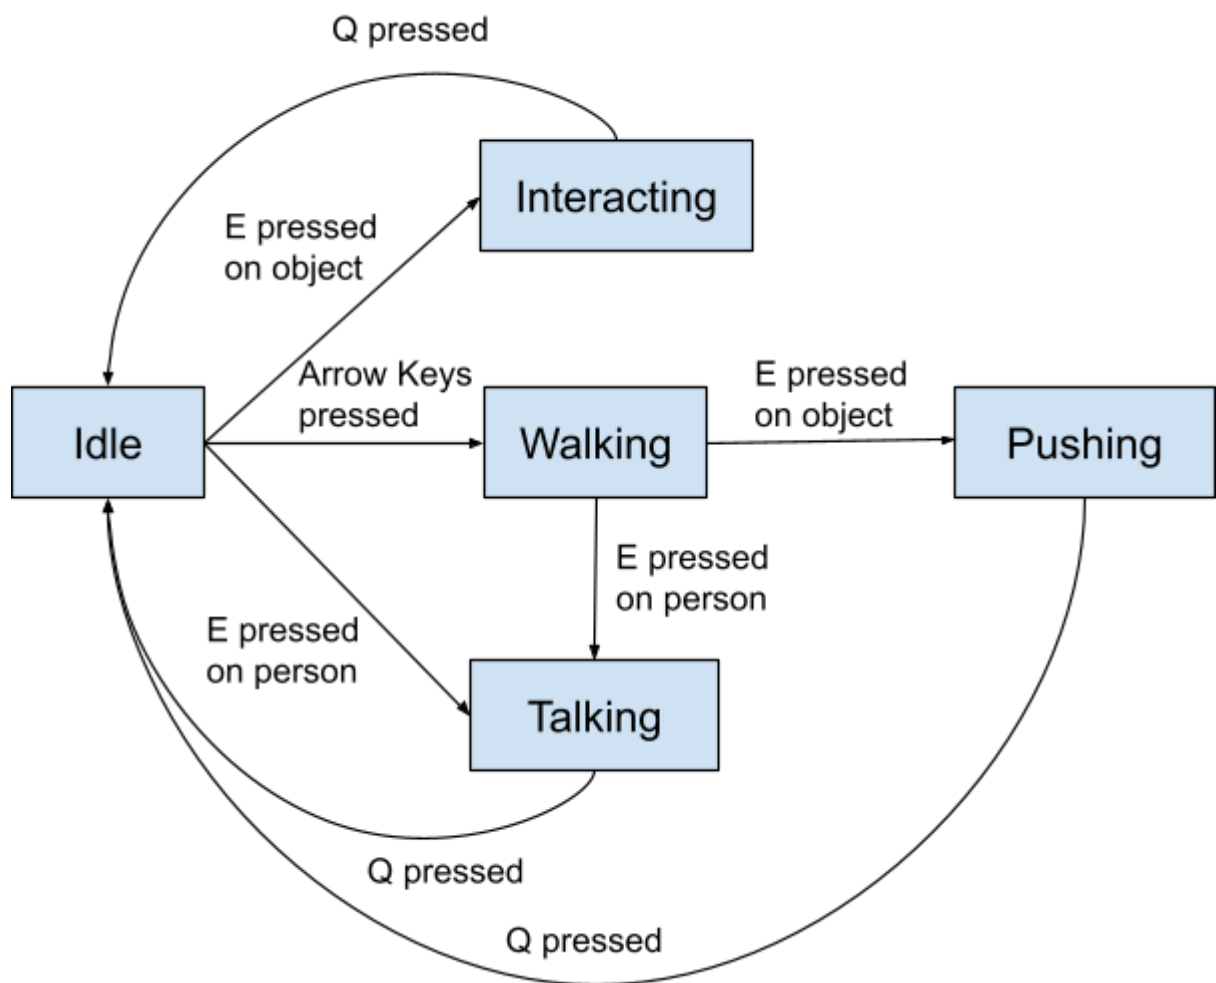 Q pressed
Interacting
E pressed
on object
Arrow Keys
pressed
E pressed
on object
Idle
Walking
Pushing
E pressed
on person
E pressed
on person
Talking
Q pressed
Q pressed